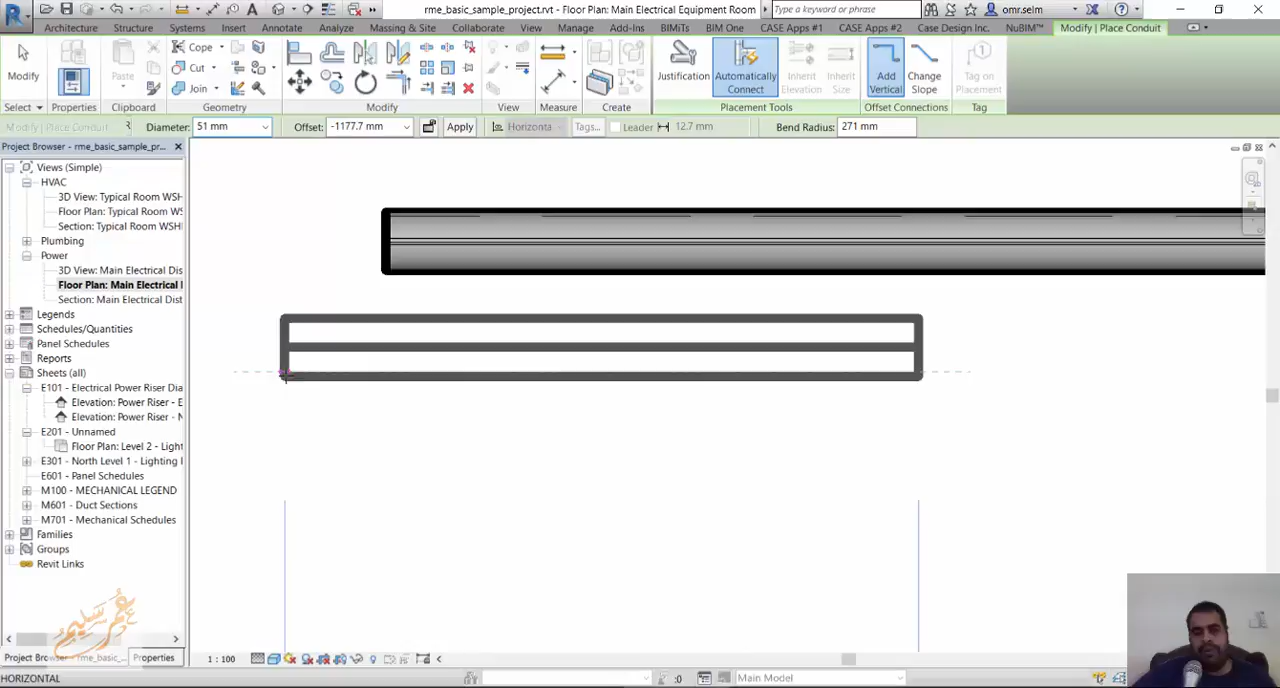 rme_basic_sample_project.rvt - Floor Plan: Main Electrical Equipment Room
Type a keyword or phrase
omr.selm
Architecture Structure Systems Insert Annotate Analyze Massing & Site Collaborate View Manage Add-Ins BIMiTs BIM One CASE Apps #1 CASE Apps #2 Case Design Inc. NuBIM™ Modify | Place Conduit
Modify
Paste
Cope
Cut
Join
Justification
Automatically Connect
Inherit Elevation
Inherit Size
Add Vertical
Change Slope
Tag on Placement
Select Properties Clipboard Geometry Modify View Measure Create Placement Tools Offset Connections Tag
Modify | Place Conduit Diameter: 51 mm Offset: -1177.7 mm Apply Horizonta Tags... Leader 12.7 mm Bend Radius: 271 mm
Project Browser - rme_basic_sample_pr...
Views (Simple)
HVAC
3D View: Typical Room WSH
Floor Plan: Typical Room WS
Section: Typical Room WSHI
Plumbing
Power
3D View: Main Electrical Dis
Floor Plan: Main Electrical I
Section: Main Electrical Dist
Legends
Schedules/Quantities
Panel Schedules
Reports
Sheets (all)
E101 - Electrical Power Riser Dia
Elevation: Power Riser - E
Elevation: Power Riser - N
E201 - Unnamed
Floor Plan: Level 2 - Light
E301 - North Level 1 - Lighting I
E601 - Panel Schedules
M100 - MECHANICAL LEGEND
M601 - Duct Sections
M701 - Mechanical Schedules
Families
Groups
Revit Links
عمر سليم
Project Browser - rme_basic_... Properties
1 : 100
HORIZONTAL
:0
Main Model